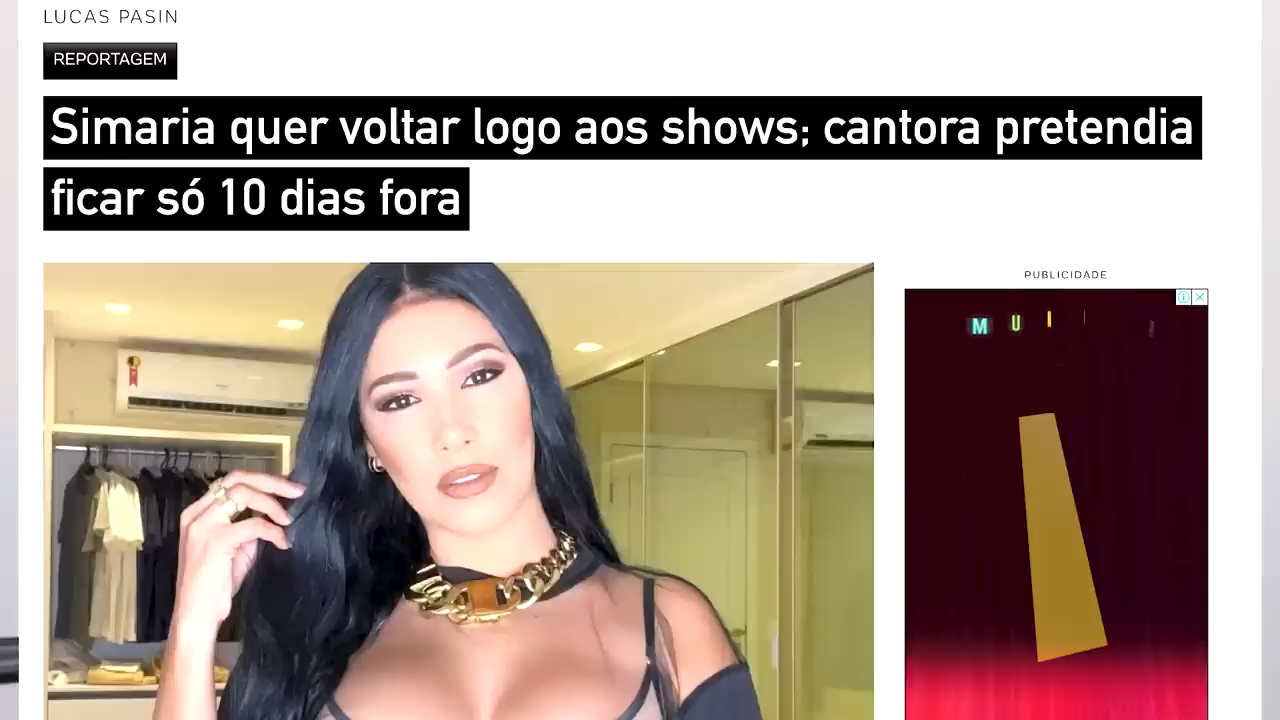 LUCAS PASIN
REPORTAGEM
Simaria quer voltar logo aos shows; cantora pretendia
ficar só 10 dias fora
PUBLICIDADE
M U I